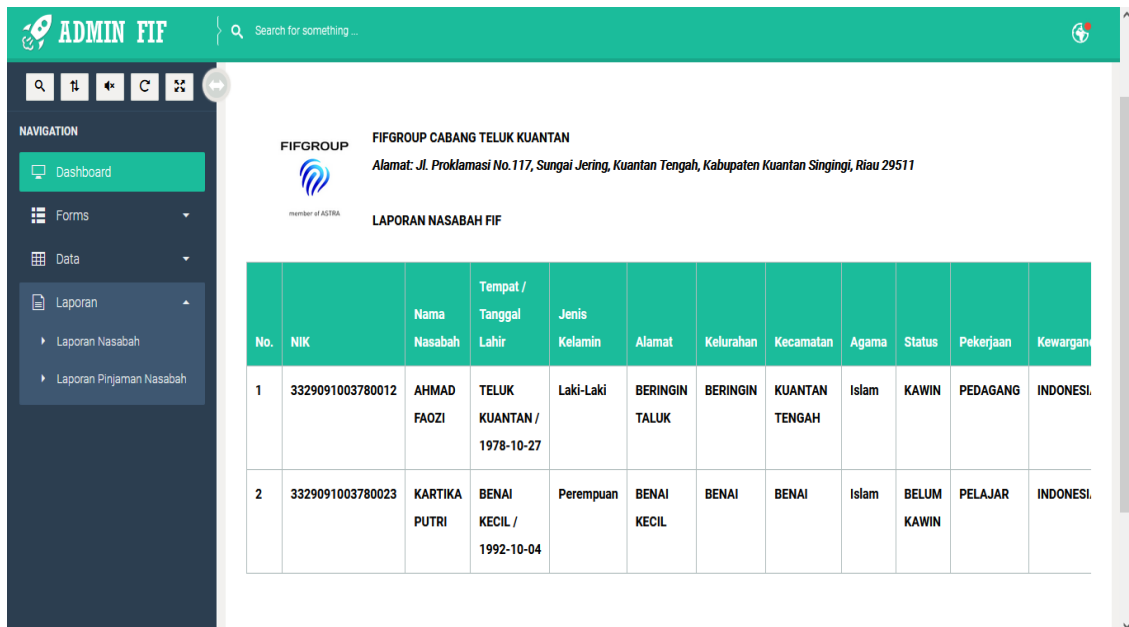 ADMIN FIF
Search for something ...
NAVIGATION
Dashboard
Forms
Data
Laporan
Laporan Nasabah
Laporan Pinjaman Nasabah
FIFGROUP
member of ASTRA
FIFGROUP CABANG TELUK KUANTAN
Alamat: Jl. Proklamasi No.117, Sungai Jering, Kuantan Tengah, Kabupaten Kuantan Singingi, Riau 29511
LAPORAN NASABAH FIF
No. NIK Nama Nasabah Tempat / Tanggal Lahir Jenis Kelamin Alamat Kelurahan Kecamatan Agama Status Pekerjaan Kewargan
1 3329091003780012 AHMAD FAOZI TELUK KUANTAN / 1978-10-27 Laki-Laki BERINGIN TALUK BERINGIN KUANTAN TENGAH Islam KAWIN PEDAGANG INDONESI
2 3329091003780023 KARTIKA PUTRI BENAI KECIL / 1992-10-04 Perempuan BENAI KECIL BENAI BENAI Islam BELUM KAWIN PELAJAR INDONESI